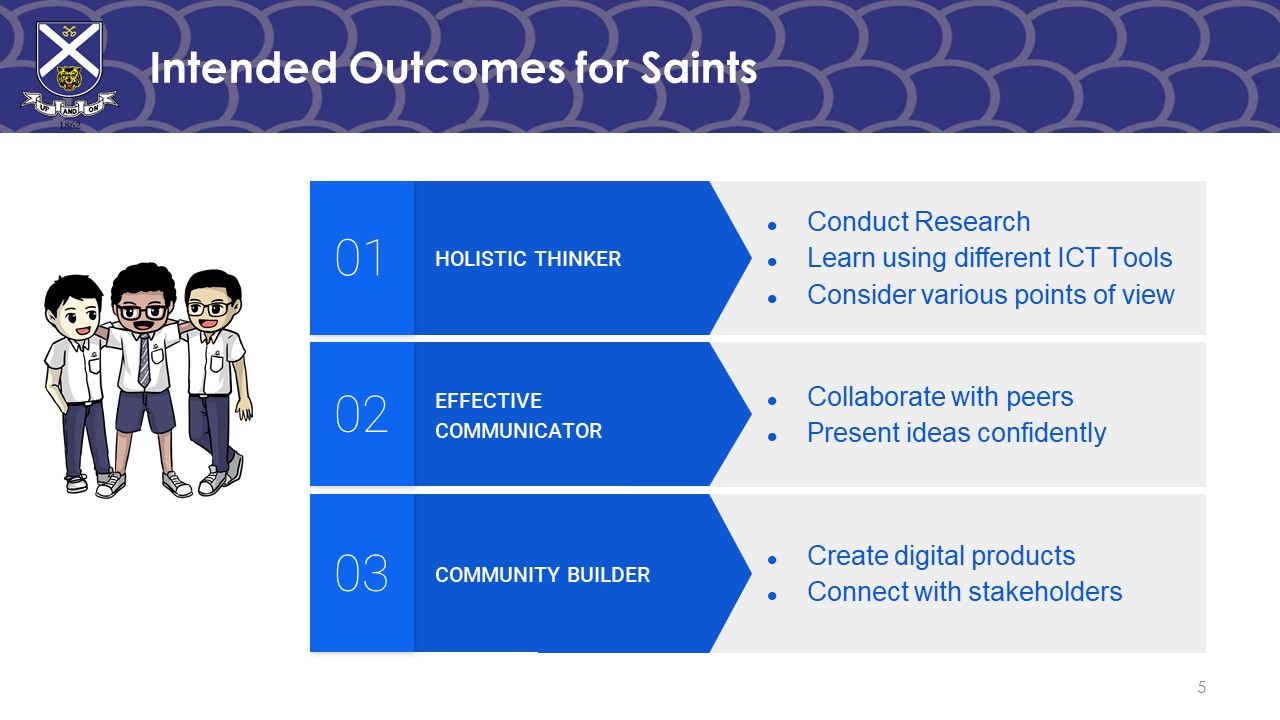 Intended Outcomes for Saints
UP AND ON
1862
01
HOLISTIC THINKER
Conduct Research
Learn using different ICT Tools
Consider various points of view
02
EFFECTIVE
COMMUNICATOR
Collaborate with peers
Present ideas confidently
03
COMMUNITY BUILDER
Create digital products
Connect with stakeholders
5